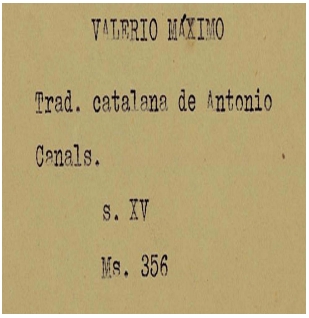 VALERIO MÁXIMO
Trad. catalana de Antonio
Canals.
s. XV
Ms. 356